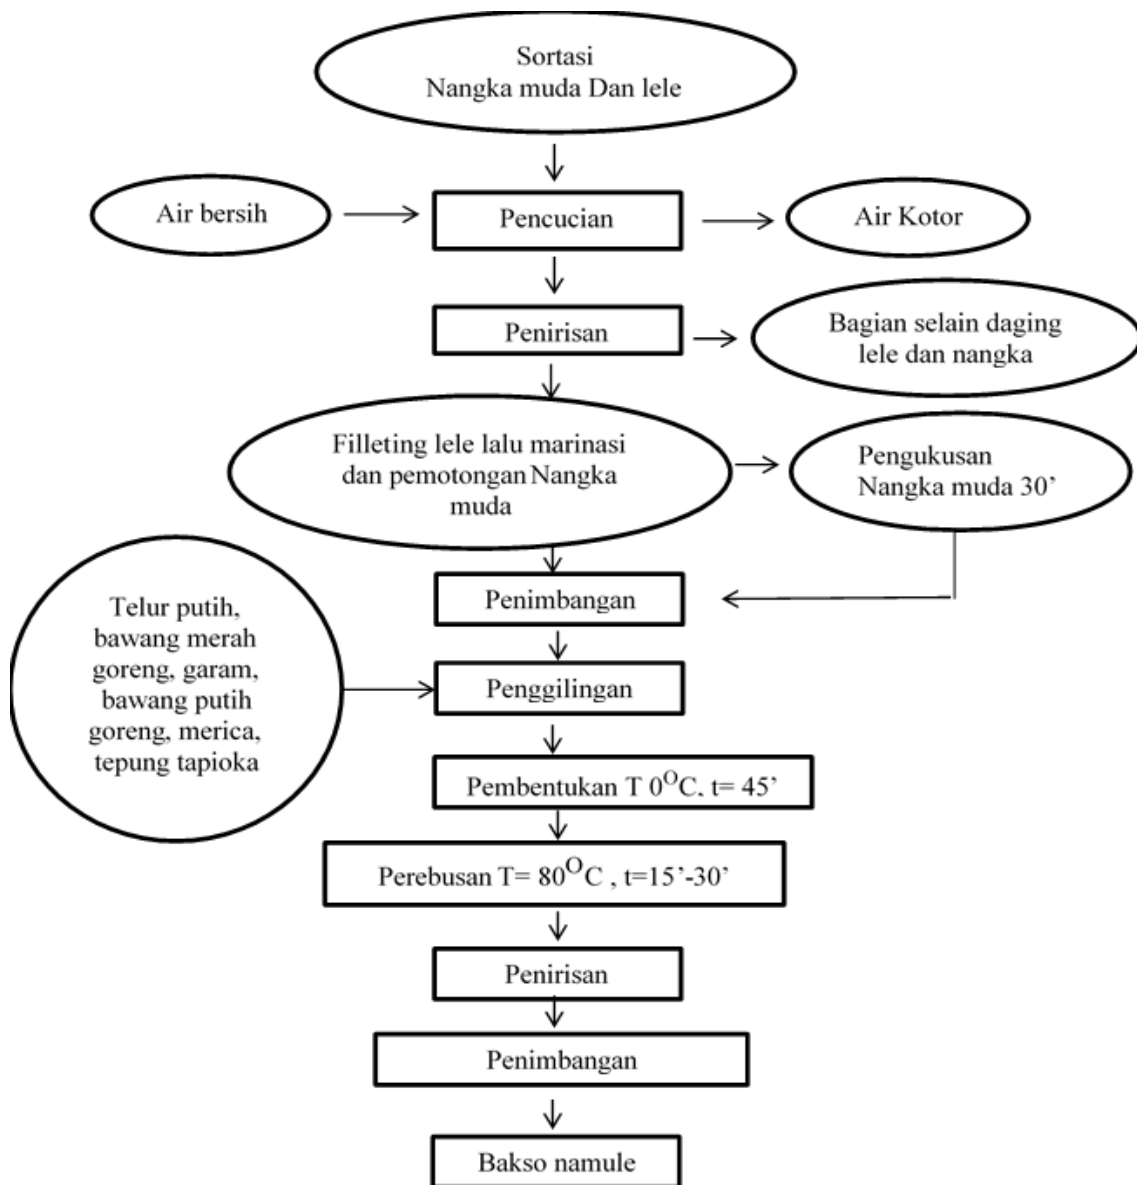 Sortasi
Nangka muda Dan lele
Air bersih
Pencucian
Air Kotor
Penirisan
Bagian selain daging
lele dan nangka
Filleting lele lalu marinasi
dan pemotongan Nangka
muda
Pengukusan
Nangka muda 30’
Penimbangan
Telur putih,
bawang merah
goreng, garam,
bawang putih
goreng, merica,
tepung tapioka
Penggilingan
Pembentukan T 0ᴼC, t= 45’
Perebusan T= 80ᴼC , t=15’-30’
Penirisan
Penimbangan
Bakso namule